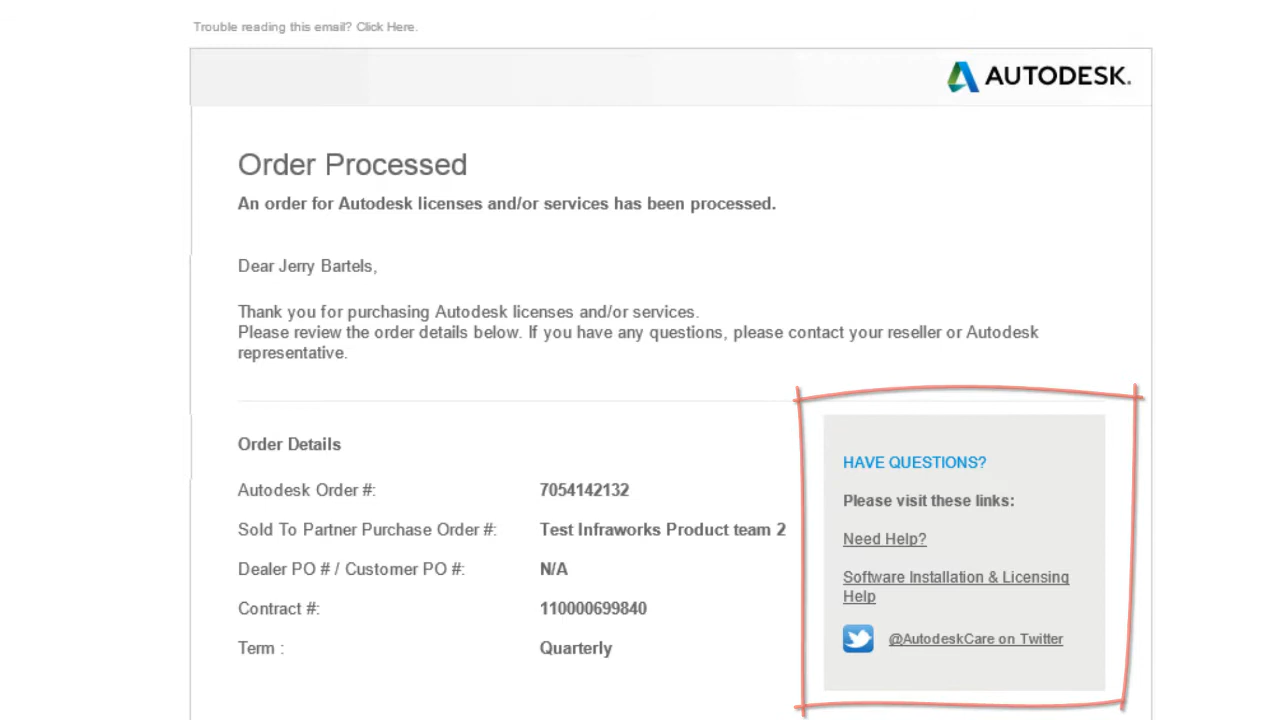 Trouble reading this email? Click Here.
AUTODESK.
Order Processed
An order for Autodesk licenses and/or services has been processed.
Dear Jerry Bartels,
Thank you for purchasing Autodesk licenses and/or services.
Please review the order details below. If you have any questions, please contact your reseller or Autodesk
representative.
Order Details
Autodesk Order #: 7054142132
Sold To Partner Purchase Order #: Test Infraworks Product team 2
Dealer PO # / Customer PO #: N/A
Contract #: 110000699840
Term : Quarterly
HAVE QUESTIONS?
Please visit these links:
Need Help?
Software Installation & Licensing
Help
@AutodeskCare on Twitter